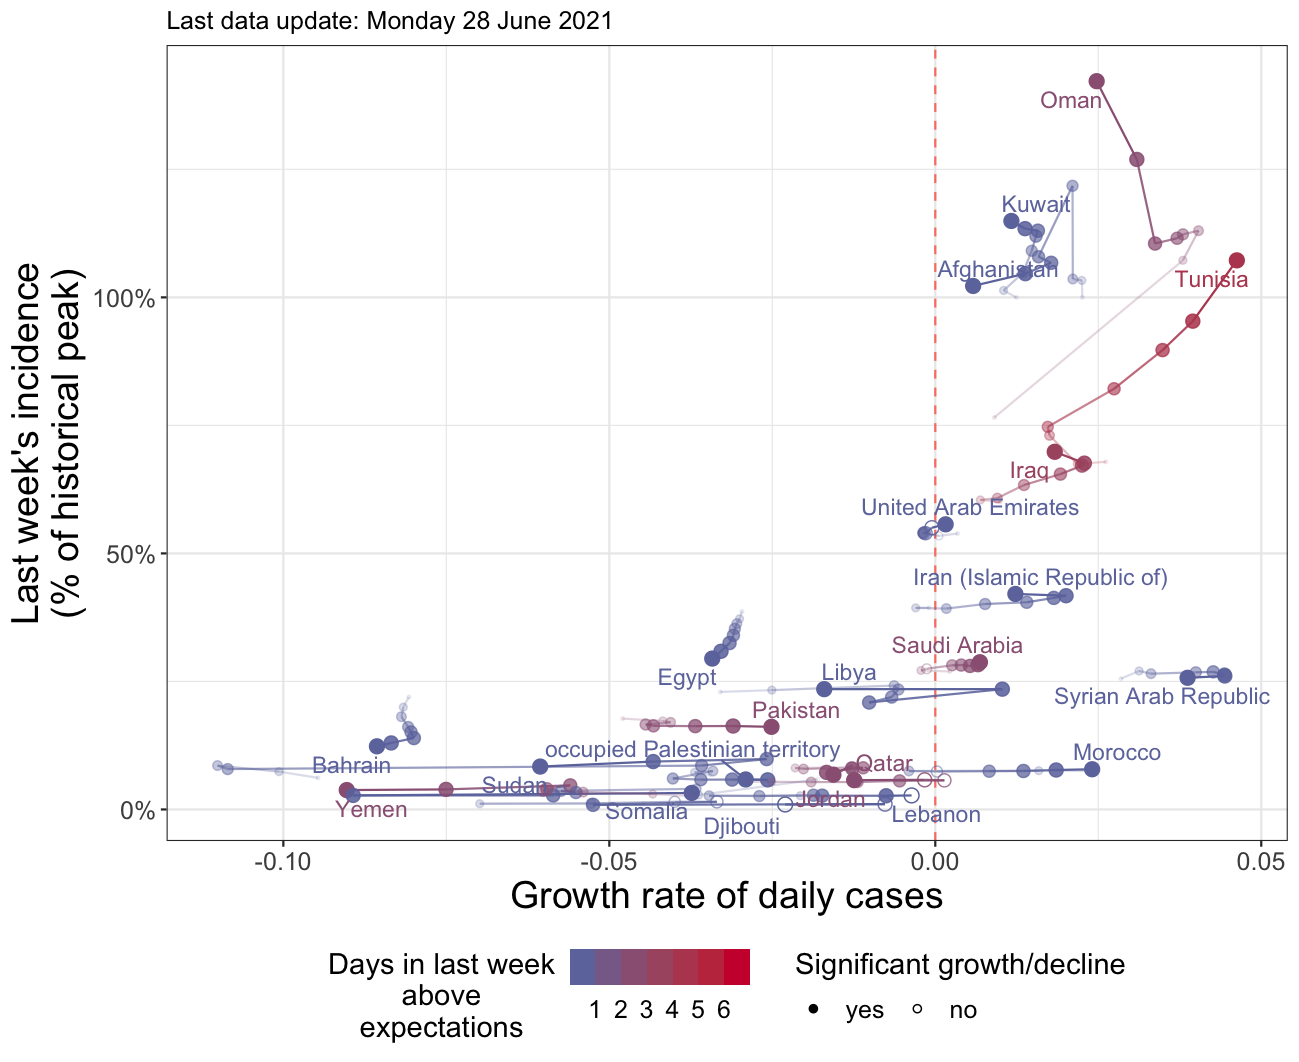 Last data update: Monday 28 June 2021
Last week's incidence
(% of historical peak)
100%
50%
0%
Oman
Kuwait
Afghanistan
Tunisia
Iraq
United Arab Emirates
Iran (Islamic Republic of)
Saudi Arabia
Egypt
Libya
Syrian Arab Republic
Pakistan
occupied Palestinian territory
Morocco
Bahrain
Qatar
Sudan
Jordan
Yemen
Somalia
Lebanon
Djibouti
-0.10
-0.05
0.00
0.05
Growth rate of daily cases
Days in last week
above
expectations
1 2 3 4 5 6
Significant growth/decline
yes no